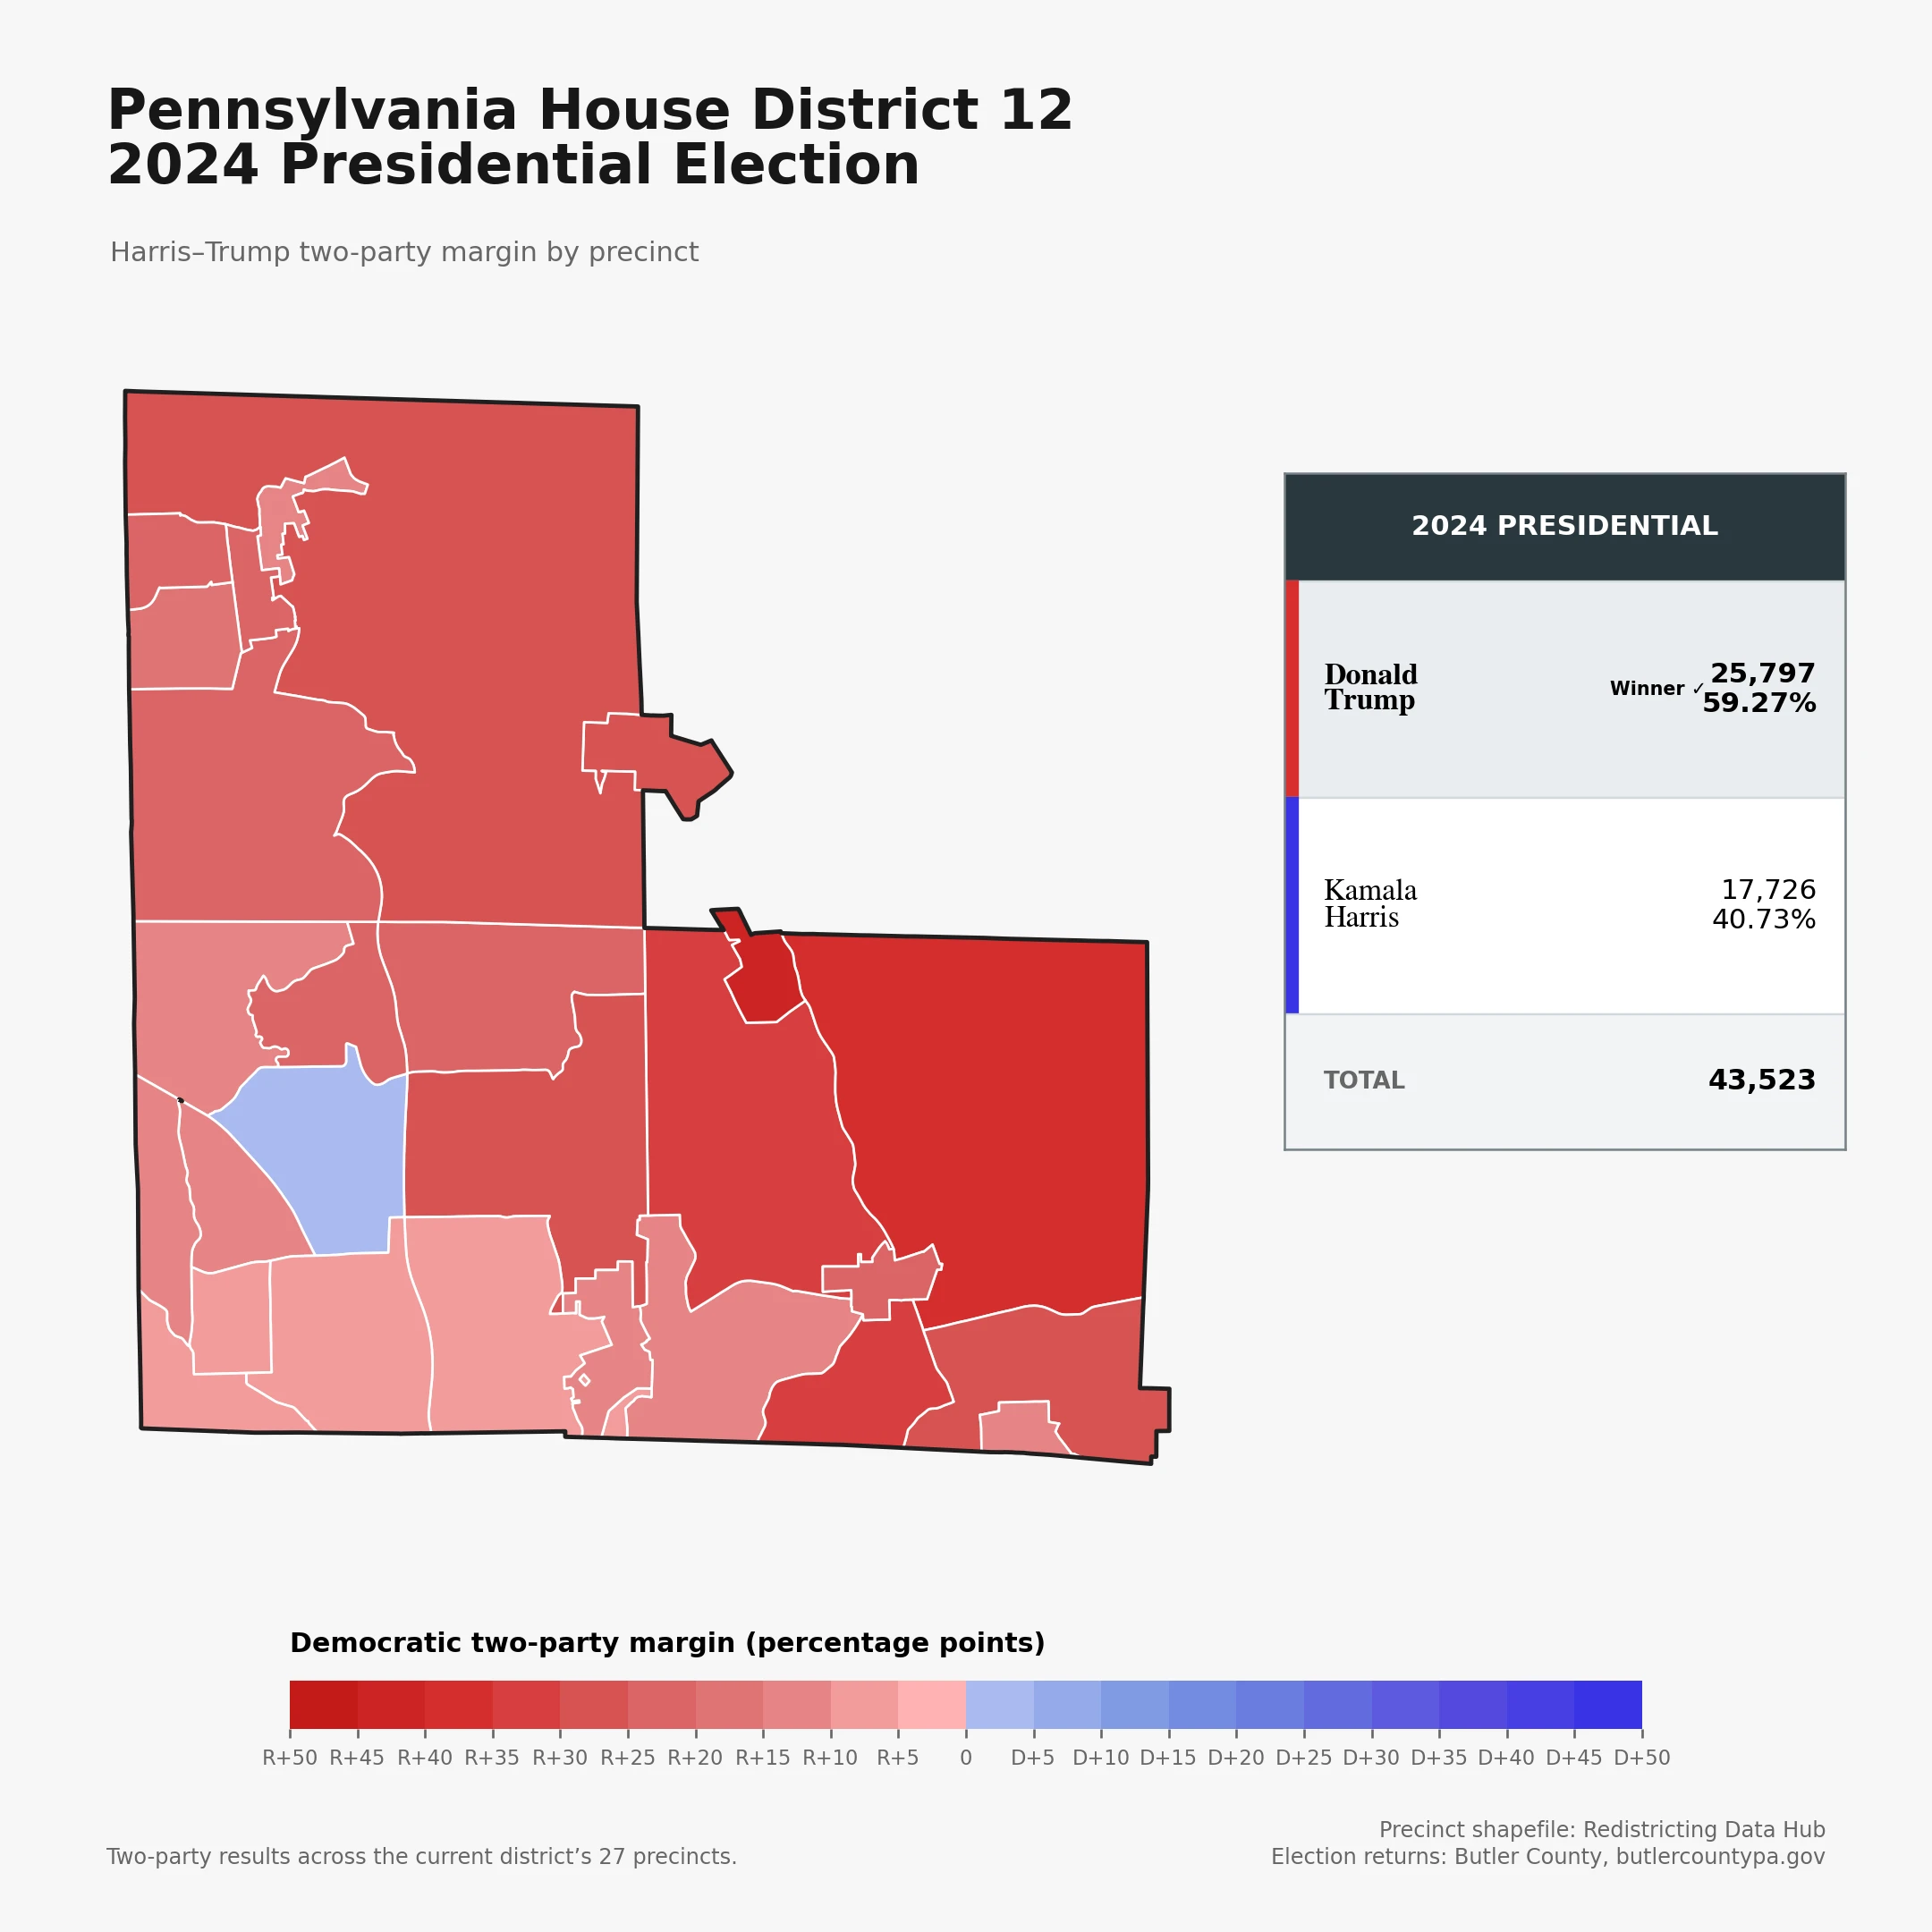 Pennsylvania House District 12
2024 Presidential Election
Harris–Trump two-party margin by precinct
2024 PRESIDENTIAL
Donald
Trump
Winner ✓
25,797
59.27%
Kamala
Harris
17,726
40.73%
TOTAL
43,523
Democratic two-party margin (percentage points)
R+50 R+45 R+40 R+35 R+30 R+25 R+20 R+15 R+10 R+5 0 D+5 D+10 D+15 D+20 D+25 D+30 D+35 D+40 D+45 D+50
Two-party results across the current district’s 27 precincts.
Precinct shapefile: Redistricting Data Hub
Election returns: Butler County, butlercountypa.gov